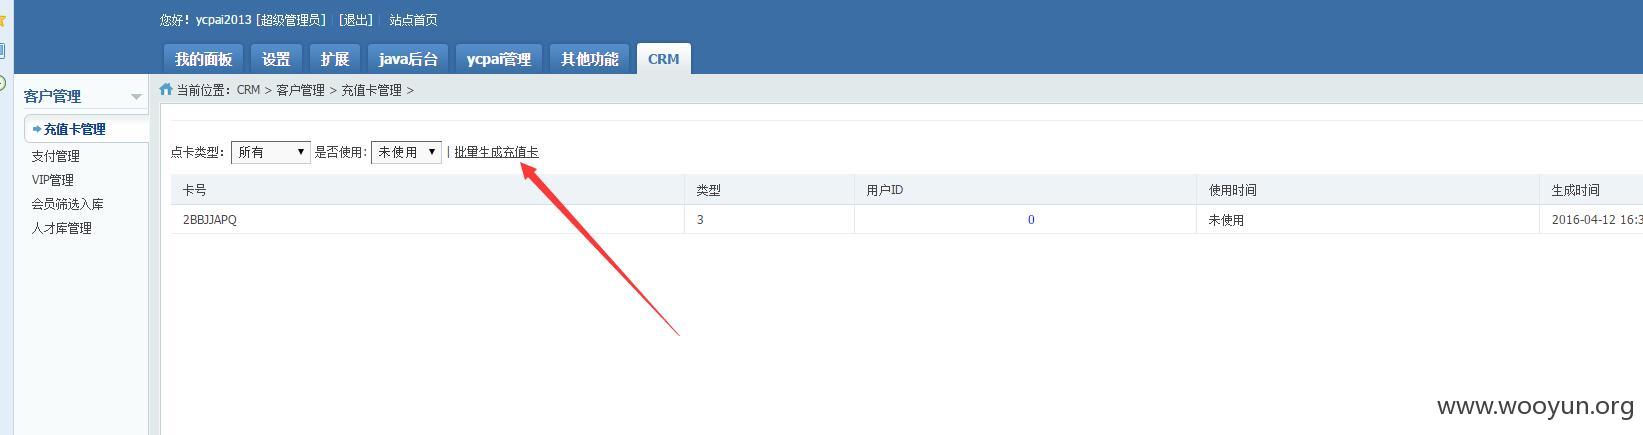 您好！ycpai2013 [超级管理员] | [退出] | 站点首页
我的面板 设置 扩展 java后台 ycpai管理 其他功能 CRM
客户管理
充值卡管理
支付管理
VIP管理
会员筛选入库
人才库管理
当前位置：CRM > 客户管理 > 充值卡管理 >
点卡类型： 所有 是否使用: 未使用 | 批量生成充值卡
卡号 类型 用户ID 使用时间 生成时间
2BBJJAPQ 3 0 未使用 2016-04-12 16:3
www.wooyun.org